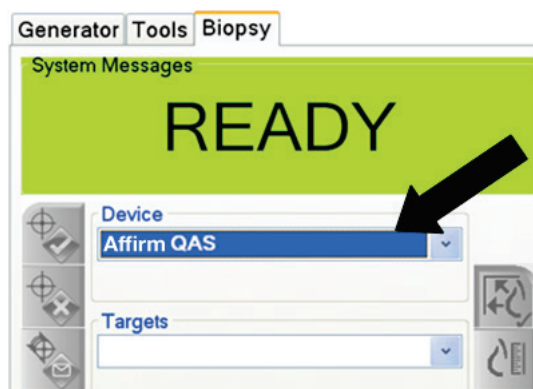 Generator Tools Biopsy
System Messages
READY
Device
Affirm QAS
Targets